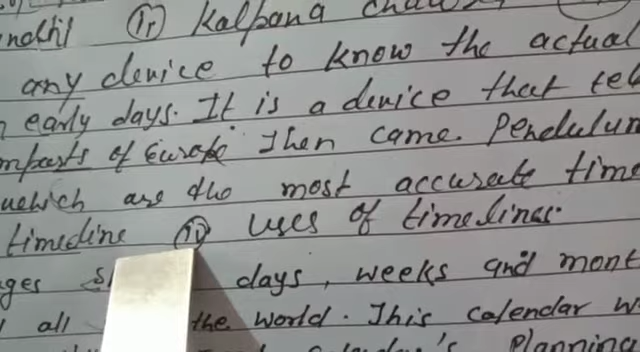 (ii) Kalpana
any device to know the actual
early days. It is a device that
of Europe Then came. Pendulum
which are the most accurate time
timeline (ii) uses of timelines.
days, weeks and mont
all the world. This calendar w
Planning